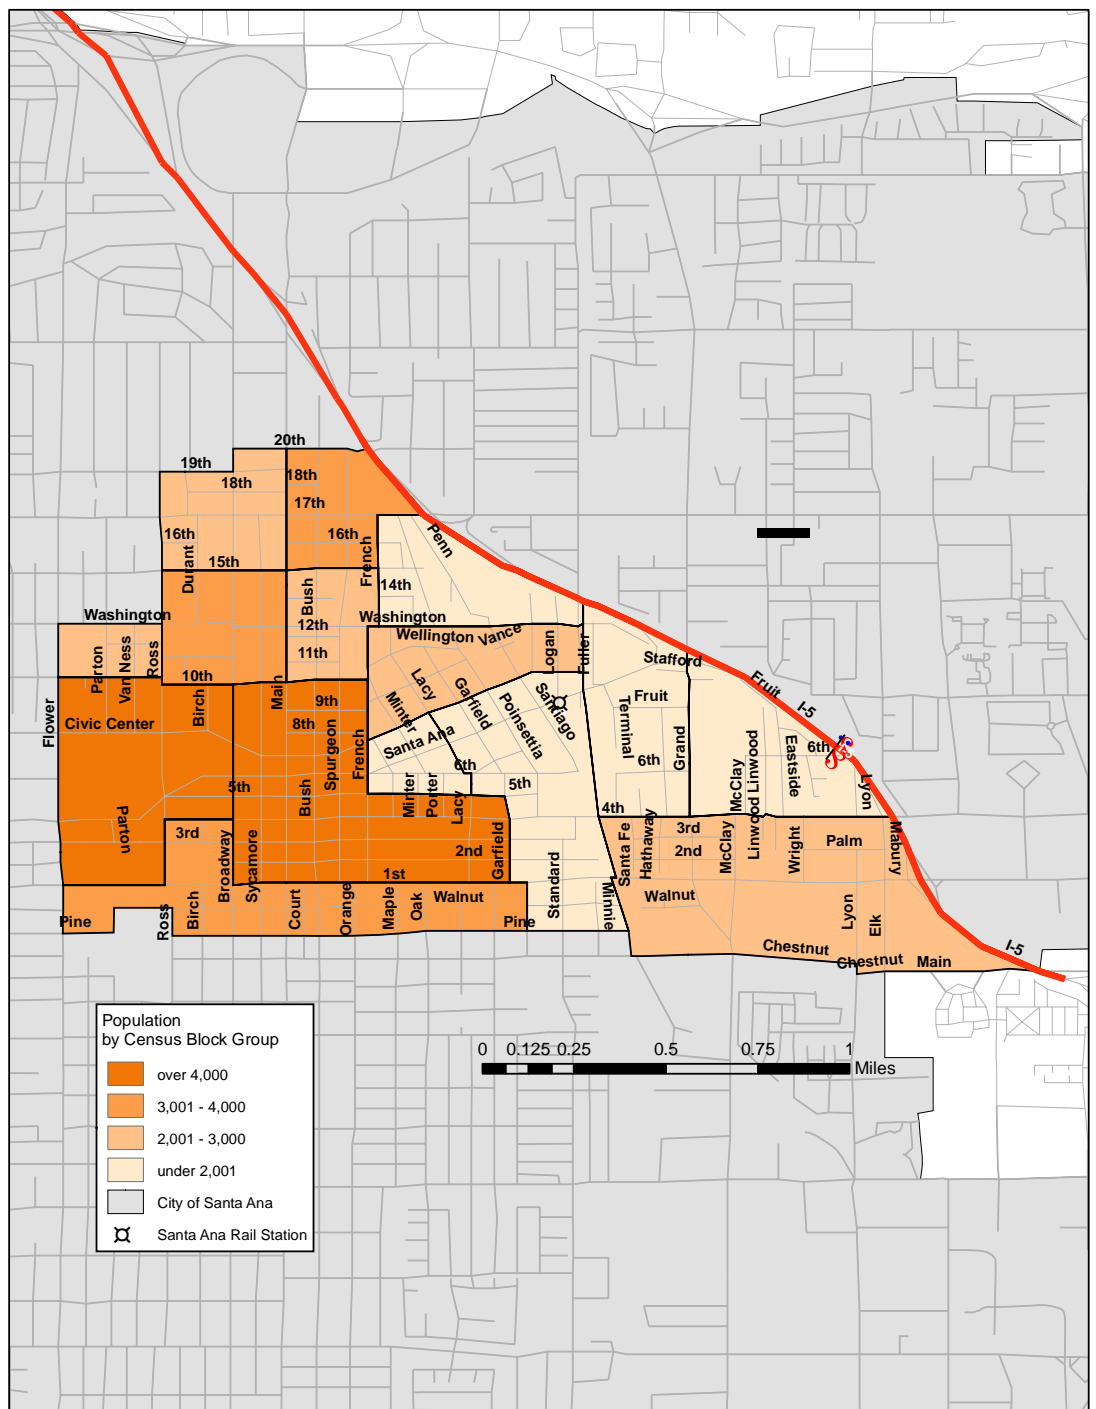 20th
19th
18th
18th
17th
16th
16th
15th
Durant
French
Penn
14th
Bush
Washington
Washington
12th
Wellington
Vance
11th
Logan
Fuller
Parton
Van Ness
Ross
10th
Stafford
Lacy
Garfield
Main
Birch
9th
Fruit
Fruit
I-5
Flower
Civic Center
8th
Minter
Santa Ana
Poinsettia
Santiago
Terminal
Grand
Spurgeon
French
6th
6th
6th
McClay
Linwood
Linwood
Eastside
Lyon
5th
5th
Bush
Minter
Porter
Lacy
4th
Parton
3rd
Broadway
Sycamore
2nd
Garfield
1st
Santa Fe
Hathaway
3rd
2nd
McClay
Wright
Palm
Mabury
Pine
Ross
Birch
Court
Orange
Maple
Oak
Walnut
Pine
Standard
Minnie
Walnut
Lyon
Elk
Chestnut
Chestnut
Main
I-5
Population
by Census Block Group
over 4,000
3,001 - 4,000
2,001 - 3,000
under 2,001
City of Santa Ana
Santa Ana Rail Station
0 0.125 0.25 0.5 0.75 1
Miles